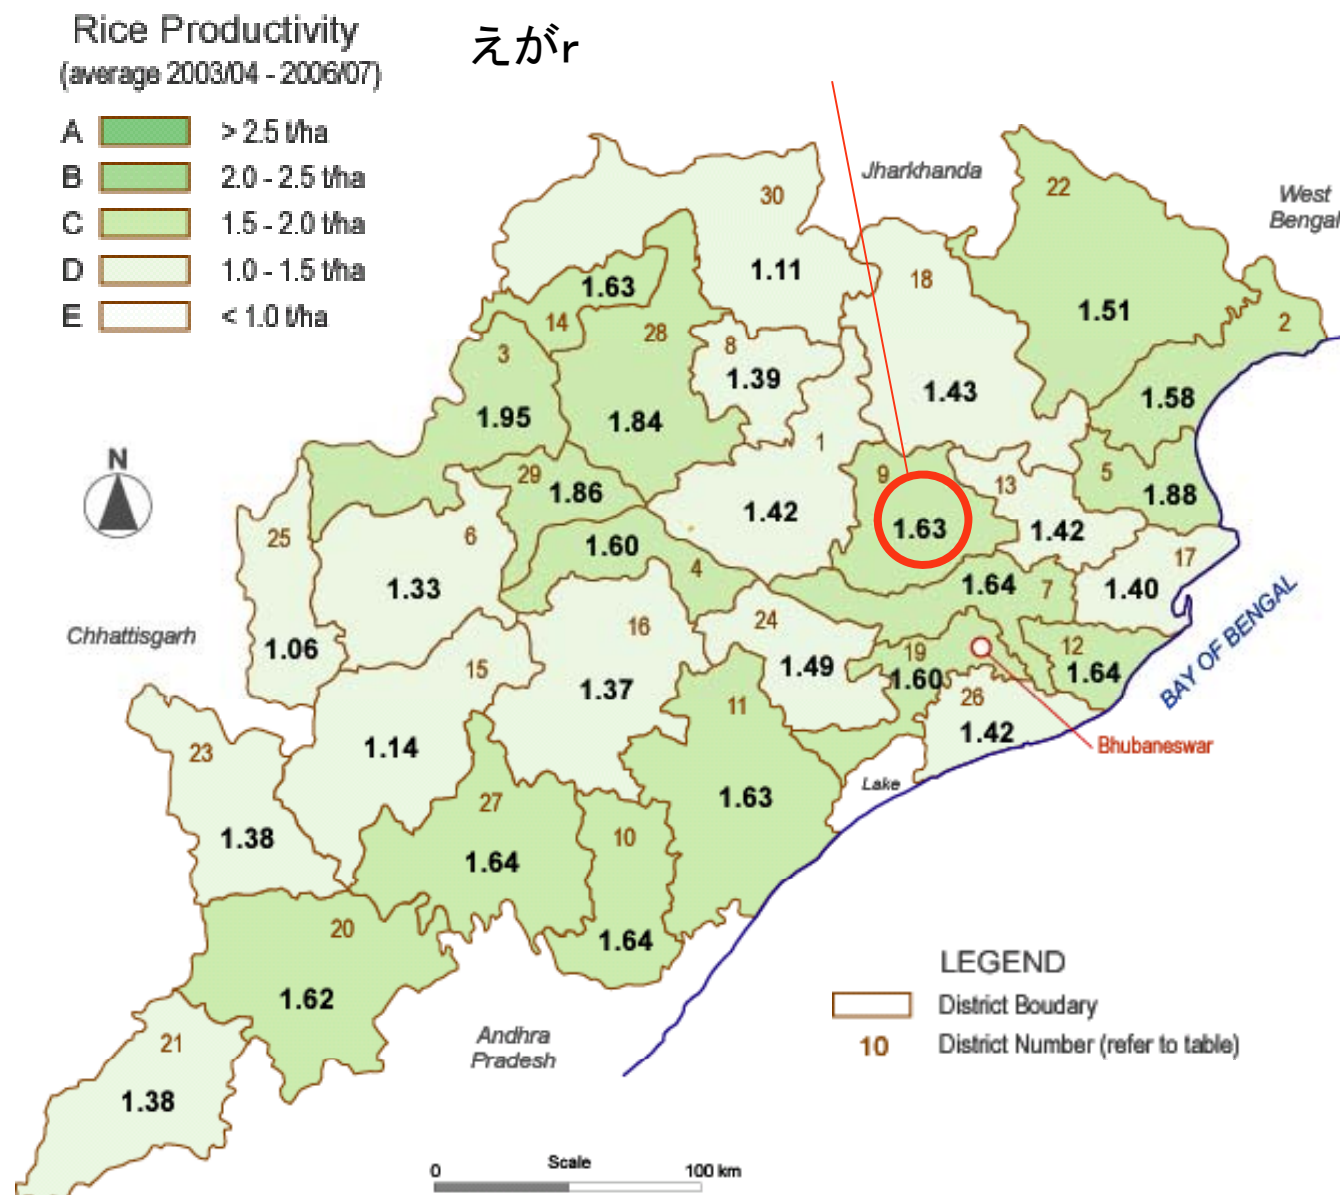 Rice Productivity
(average 2003/04 - 2006/07)
えがr
A > 2.5 t/ha
B 2.0 - 2.5 t/ha
C 1.5 - 2.0 t/ha
D 1.0 - 1.5 t/ha
E < 1.0 t/ha
Jharkhanda
West
Bengal
30
22
1.11
18
1.63
1.51
14
28
2
3
8
1.39
1.43
1.58
1.95
1.84
1
N
29
1.86
9
13
5
1.88
25
6
1.42
1.63
1.42
17
1.60
4
1.33
1.64
7
1.40
Chhattisgarh
1.06
16
24
19
12
15
1.37
1.49
1.60
1.64
BAY OF BENGAL
11
26
1.42
Bhubaneswar
23
1.14
Lake
27
1.63
1.38
10
1.64
20
1.64
1.62
LEGEND
District Boudary
10 District Number (refer to table)
Andhra
Pradesh
21
1.38
Scale
0 100 km